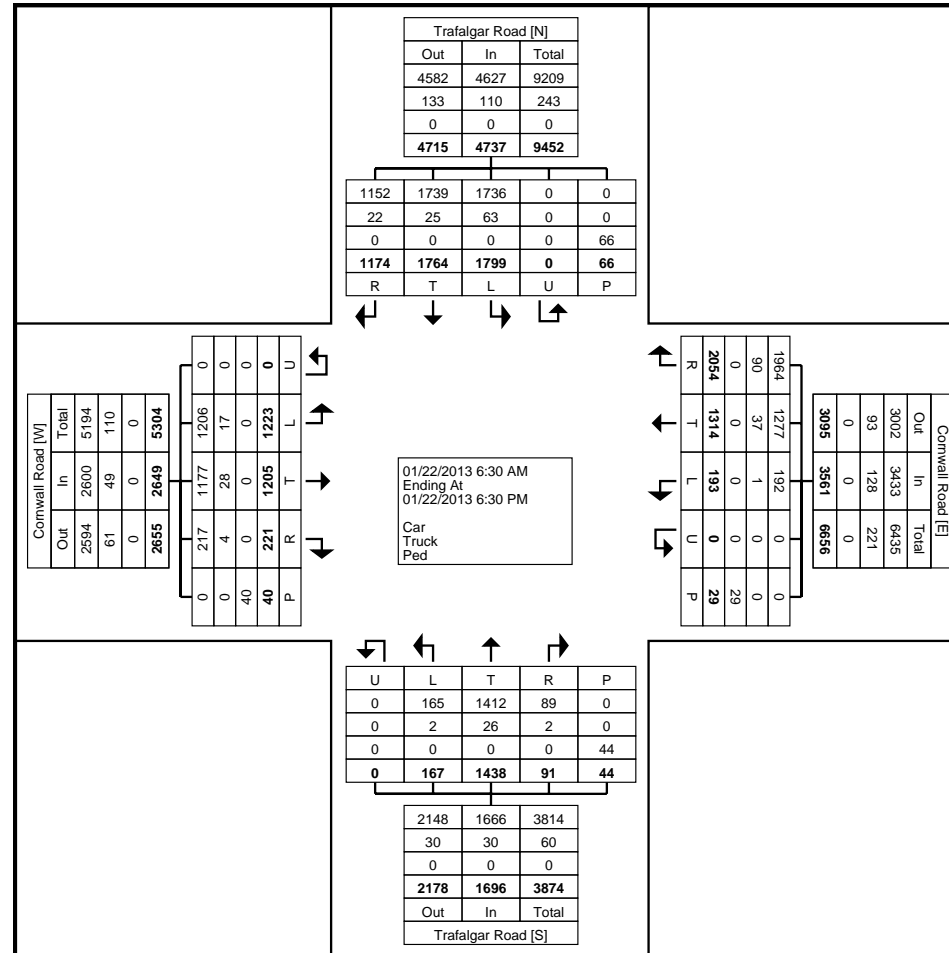 Trafalgar Road [N]
Out In Total
4582 4627 9209
133 110 243
0 0 0
4715 4737 9452
1152 1739 1736 0 0
22 25 63 0 0
0 0 0 0 66
1174 1764 1799 0 66
R T L U P
Cornwall Road [W]
Total In Out
5194 2600 2594
110 49 61
0 0 0
5304 2649 2655
0 1206 1177 217 0
0 17 28 4 0
0 0 0 0 40
0 1223 1205 221 40
U L T R P
01/22/2013 6:30 AM
Ending At
01/22/2013 6:30 PM
Car
Truck
Ped
R T L U P
2054 1314 193 0 29
0 0 0 0 29
90 37 1 0 0
1964 1277 192 0 0
3095 3561 6656
0 0 0
93 128 221
3002 3433 6435
Out In Total
Cornwall Road [E]
U L T R P
0 165 1412 89 0
0 2 26 2 0
0 0 0 0 44
0 167 1438 91 44
2148 1666 3814
30 30 60
0 0 0
2178 1696 3874
Out In Total
Trafalgar Road [S]